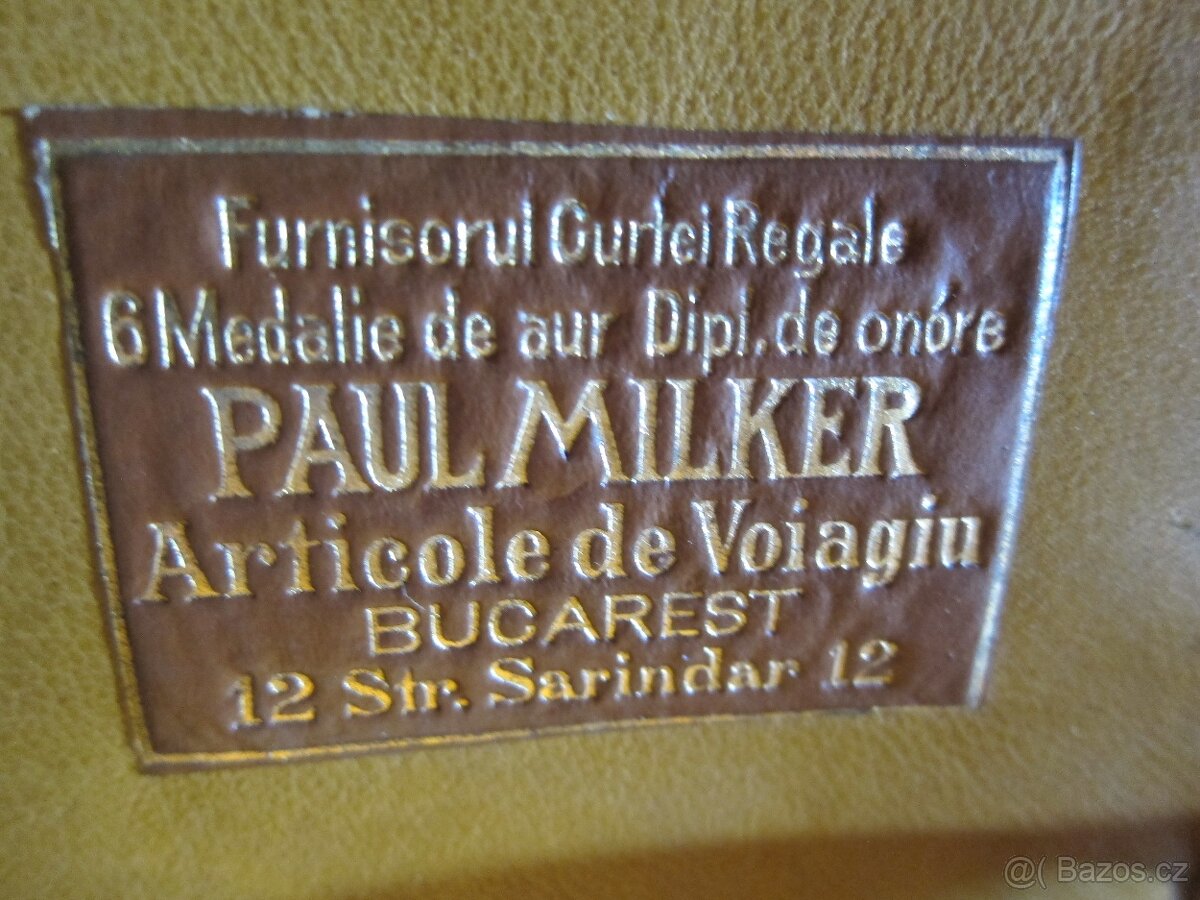 Furnisorul Curtei Regale
6 Medalie de aur Dipl. de onóre
PAUL MILKER
Articole de Voiagiu
BUCAREST
12 Str. Sarindar 12
@( Bazos.cz